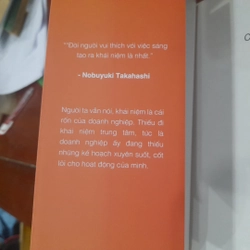 "Đời người vui thích với việc sáng
tạo ra khái niệm là nhất."
- Nobuyuki Takahashi
Người ta vẫn nói, khái niệm là cái
rốn của doanh nghiệp. Thiếu đi
khái niệm trung tâm, tức là
doanh nghiệp ấy đang thiếu
những kế hoạch xuyên suốt, cốt
lõi cho hoạt động của mình.